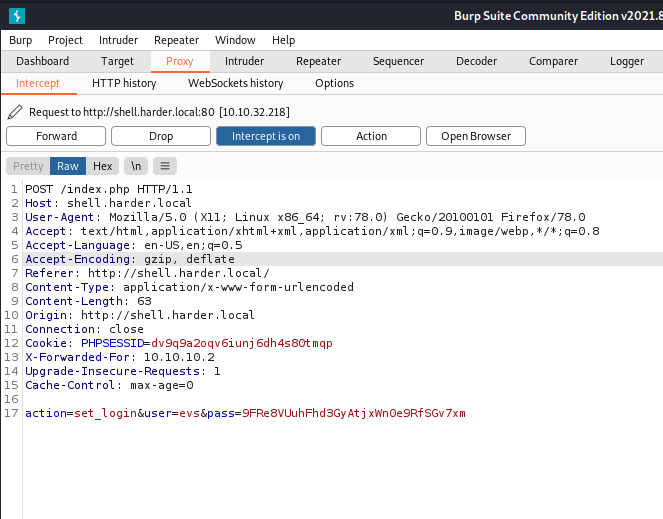 Burp Suite Community Edition v2021.8
Burp Project Intruder Repeater Window Help
Dashboard Target Proxy Intruder Repeater Sequencer Decoder Comparer Logger
Intercept HTTP history WebSockets history Options
Request to http://shell.harder.local:80 [10.10.32.218]
Forward Drop Intercept is on Action Open Browser
Pretty Raw Hex \n
1 POST /index.php HTTP/1.1
2 Host: shell.harder.local
3 User-Agent: Mozilla/5.0 (X11; Linux x86_64; rv:78.0) Gecko/20100101 Firefox/78.0
4 Accept: text/html,application/xhtml+xml,application/xml;q=0.9,image/webp,*/*;q=0.8
5 Accept-Language: en-US,en;q=0.5
6 Accept-Encoding: gzip, deflate
7 Referer: http://shell.harder.local/
8 Content-Type: application/x-www-form-urlencoded
9 Content-Length: 63
10 Origin: http://shell.harder.local
11 Connection: close
12 Cookie: PHPSESSID=dv9q9a2oqv6iunj6dh4s80tmqp
13 X-Forwarded-For: 10.10.10.2
14 Upgrade-Insecure-Requests: 1
15 Cache-Control: max-age=0
16
17 action=set_login&user=evs&pass=9FRe8VUuhFhd3GyAtjxWn0e9RfSGv7xm